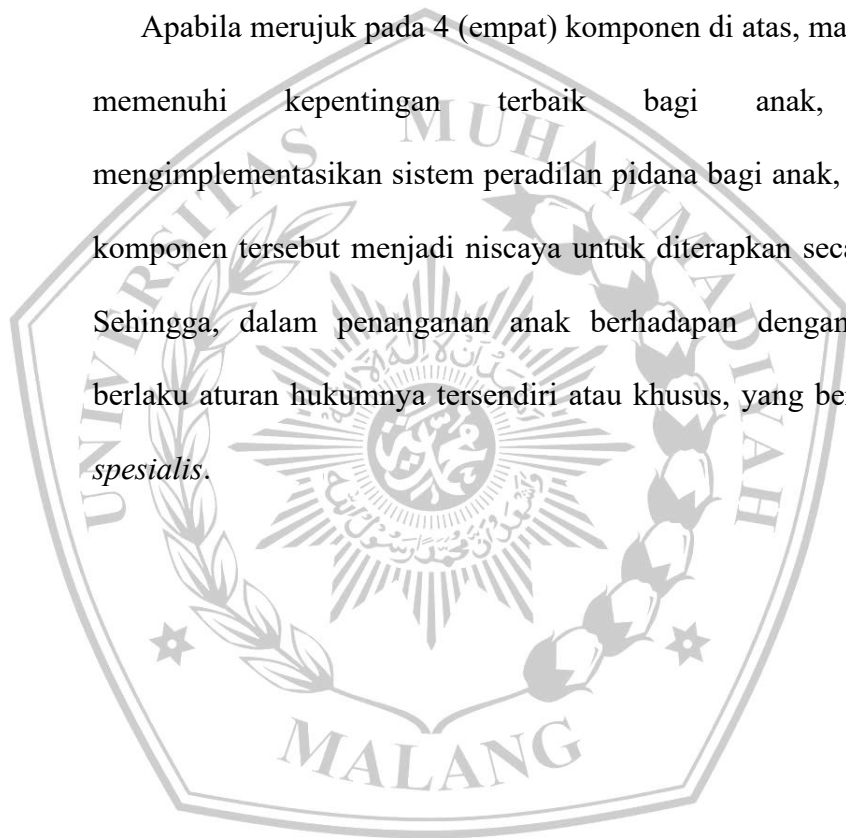 Apabila merujuk pada 4 (empat) komponen di atas, ma
memenuhi kepentingan terbaik bagi anak,
mengimplementasikan sistem peradilan pidana bagi anak,
komponen tersebut menjadi niscaya untuk diterapkan seca
Sehingga, dalam penanganan anak berhadapan dengan
berlaku aturan hukumnya tersendiri atau khusus, yang be
spesialis.
UNIVERSITAS MUHAMMADIYAH
MALANG